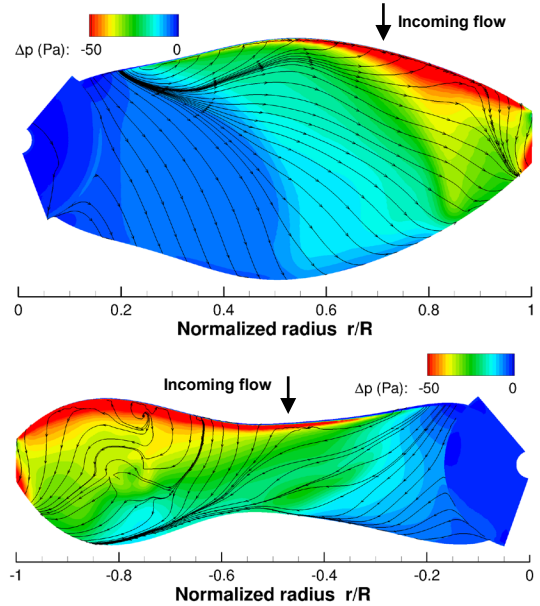 Incoming flow
Δp (Pa): -50 0
0 0.2 0.4 0.6 0.8 1
Normalized radius r/R
Incoming flow
Δp (Pa): -50 0
-1 -0.8 -0.6 -0.4 -0.2 0
Normalized radius r/R